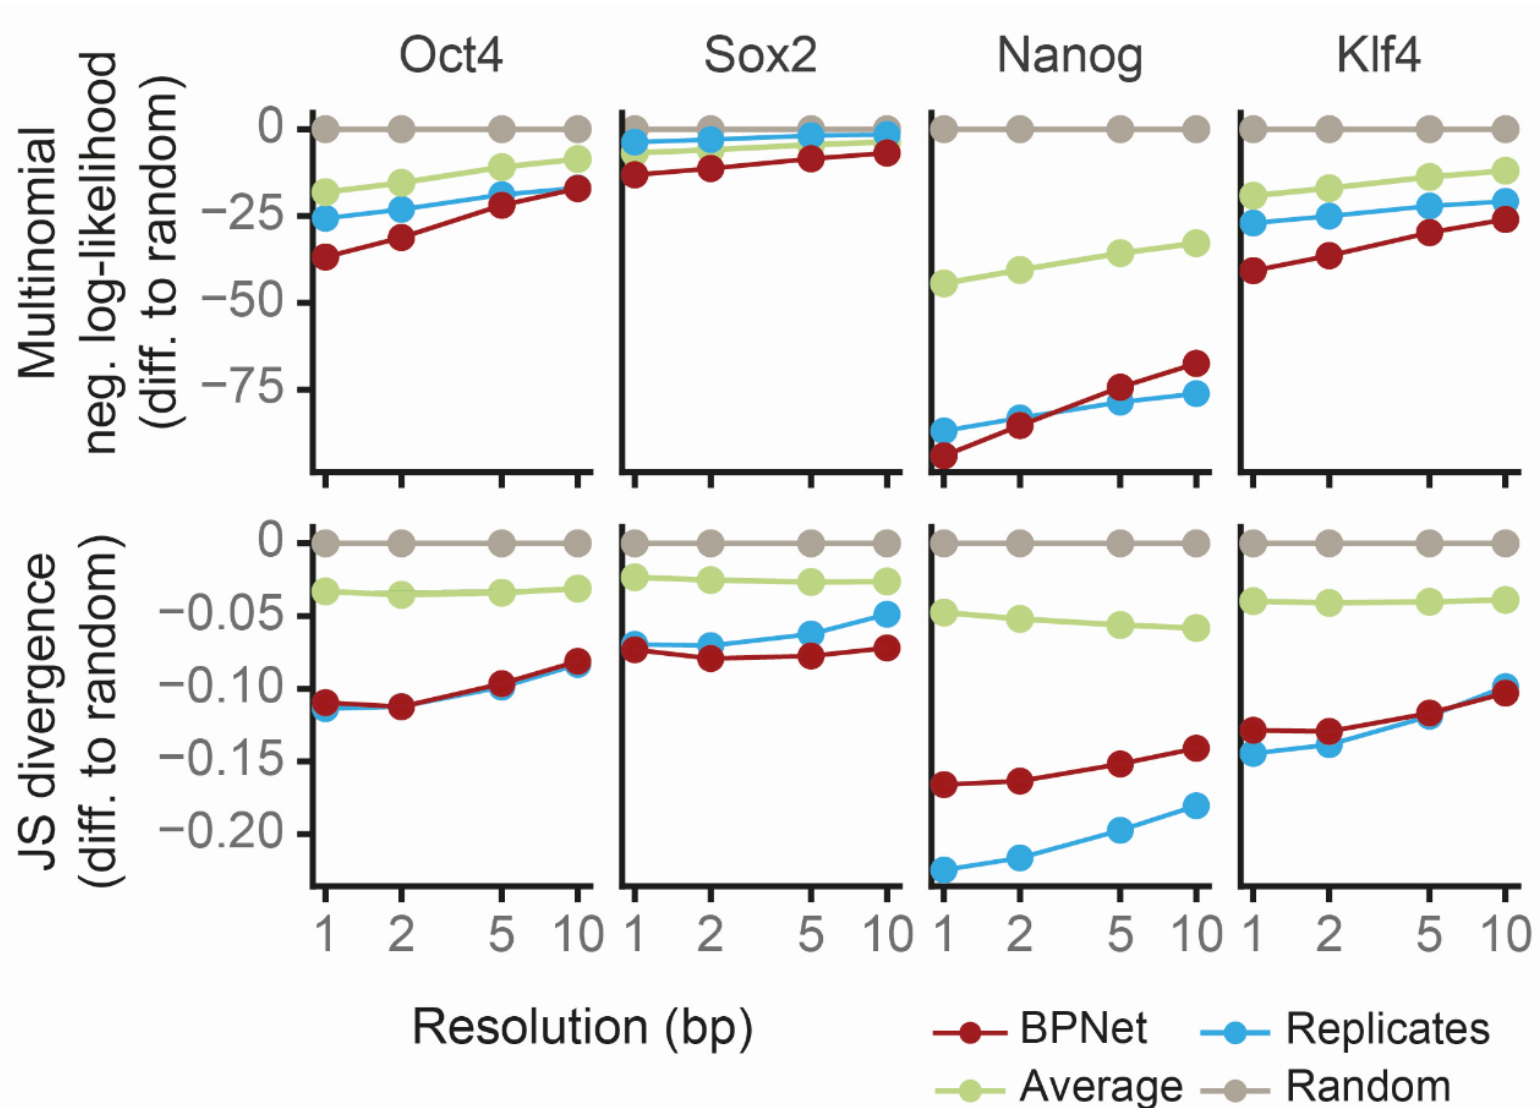 Oct4 Sox2 Nanog Klf4
Multinomial
neg. log-likelihood
(diff. to random)
0
−25
−50
−75
JS divergence
(diff. to random)
0
−0.05
−0.10
−0.15
−0.20
1 2 5 10 1 2 5 10 1 2 5 10 1 2 5 10
Resolution (bp)
BPNet Replicates
Average Random